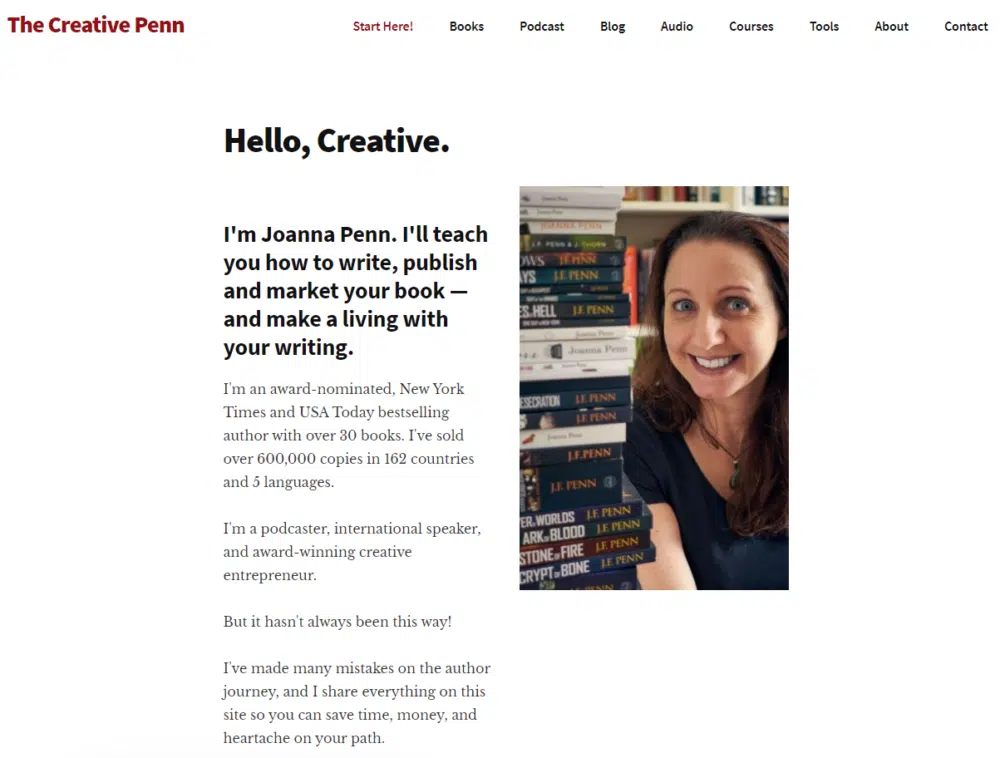 The Creative Penn
Start Here! Books Podcast Blog Audio Courses Tools About Contact
Hello, Creative.
I'm Joanna Penn. I'll teach
you how to write, publish
and market your book —
and make a living with
your writing.
I'm an award-nominated, New York
Times and USA Today bestselling
author with over 30 books. I've sold
over 600,000 copies in 162 countries
and 5 languages.
I'm a podcaster, international speaker,
and award-winning creative
entrepreneur.
But it hasn't always been this way!
I've made many mistakes on the author
journey, and I share everything on this
site so you can save time, money, and
heartache on your path.
Joanna Penn
Joanna Penn
JOANNA PENN
J.F. PENN & J. THORN
OWS J.F. PENN
AYS J.F. PENN
ES HELL J.F. PENN
Joanna Penn
Joanna Penn
DESECRATION J.F. PENN
J.F. PENN
Joanna Penn
J.F. PENN
J.F. PENN
ER WORLDS J.F. PENN
ARK OF BLOOD J.F. PENN
STONE OF FIRE J.F. PENN
CRYPT OF BONE J.F. PENN